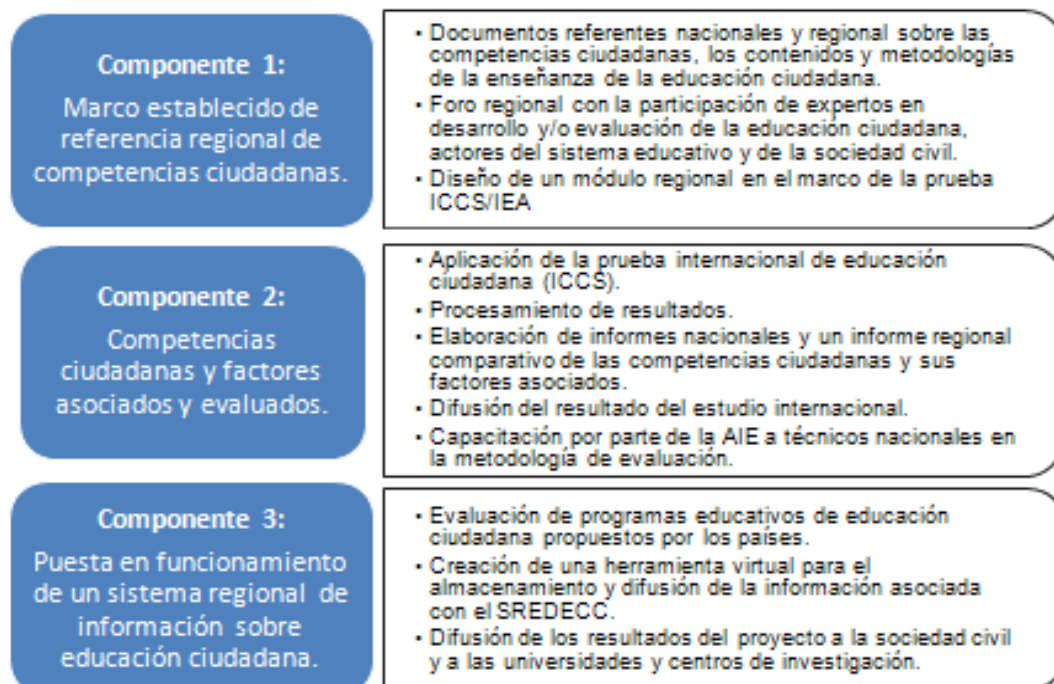 Componente 1:
Marco establecido de
referencia regional de
competencias ciudadanas.
• Documentos referentes nacionales y regional sobre las
competencias ciudadanas, los contenidos y metodologías
de la enseñanza de la educación ciudadana.
• Foro regional con la participación de expertos en
desarrollo y/o evaluación de la educación ciudadana,
actores del sistema educativo y de la sociedad civil.
• Diseño de un módulo regional en el marco de la prueba
ICCS/IEA
Componente 2:
Competencias
ciudadanas y factores
asociados y evaluados.
• Aplicación de la prueba internacional de educación
ciudadana (ICCS).
• Procesamiento de resultados.
• Elaboración de informes nacionales y un informe regional
comparativo de las competencias ciudadanas y sus
factores asociados.
• Difusión del resultado del estudio internacional.
• Capacitación por parte de la AIE a técnicos nacionales en
la metodología de evaluación.
Componente 3:
Puesta en funcionamiento
de un sistema regional de
información sobre
educación ciudadana.
• Evaluación de programas educativos de educación
ciudadana propuestos por los países.
• Creación de una herramienta virtual para el
almacenamiento y difusión de la información asociada
con el SREDECC.
• Difusión de los resultados del proyecto a la sociedad civil
y a las universidades y centros de investigación.